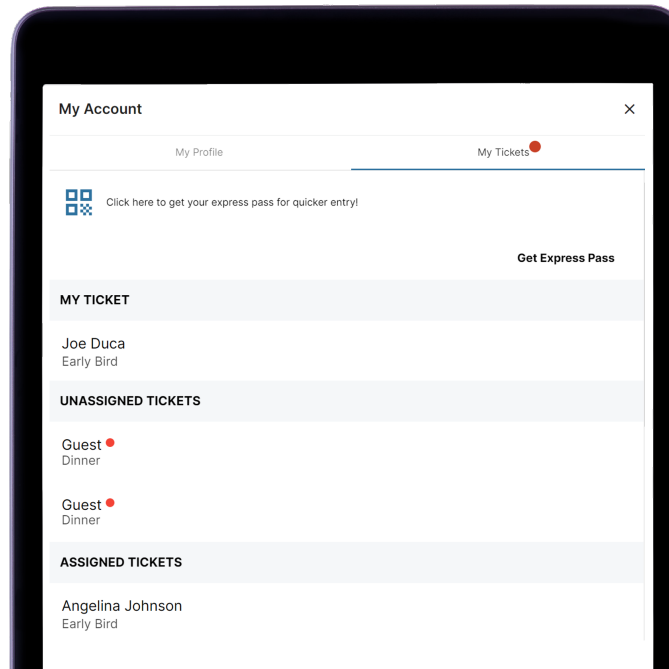 My Account
My Profile
My Tickets
Click here to get your express pass for quicker entry!
Get Express Pass
MY TICKET
Joe Duca
Early Bird
UNASSIGNED TICKETS
Guest
Dinner
Guest
Dinner
ASSIGNED TICKETS
Angelina Johnson
Early Bird